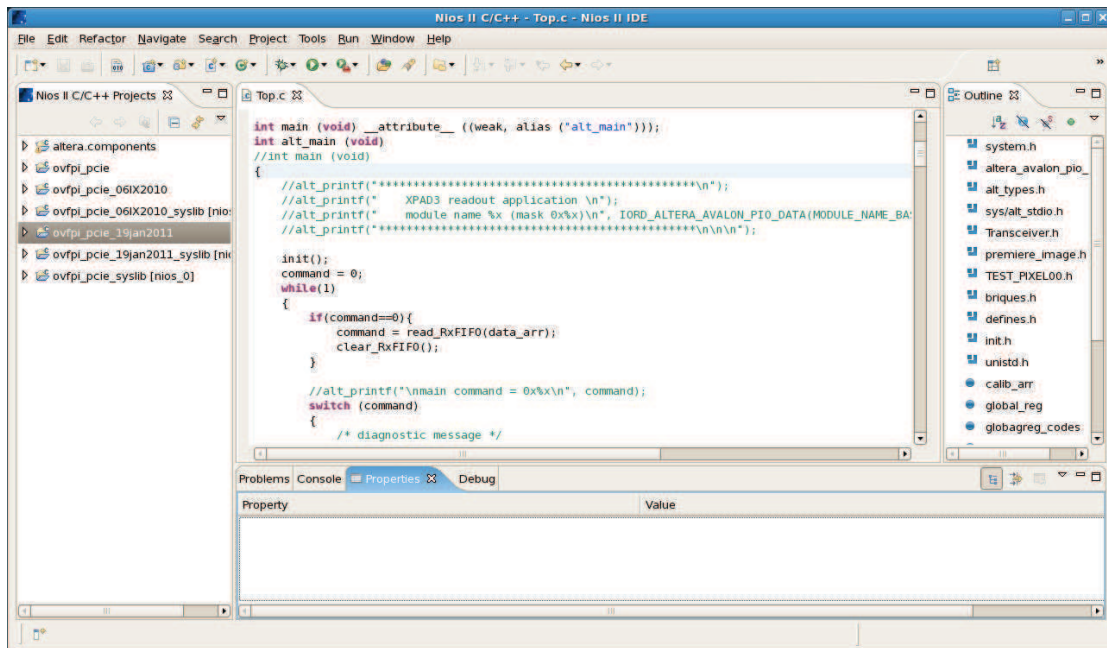 Nios II C/C++ - Top.c - Nios II IDE
File Edit Refactor Navigate Search Project Tools Run Window Help
Nios II C/C++ Projects
altera.components
ovfpi_pcie
ovfpi_pcie_06IX2010
ovfpi_pcie_06IX2010_syslib [nios
ovfpi_pcie_19jan2011
ovfpi_pcie_19jan2011_syslib [nio
ovfpi_pcie_syslib [nios_0]
Top.c
int main (void) __attribute__ ((weak, alias ("alt_main")));
int alt_main (void)
//int main (void)
{
//alt_printf("************************************************\n");
//alt_printf("    XPAD3 readout application \n");
//alt_printf("    module name %x (mask 0x%x)\n", IORD_ALTERA_AVALON_PIO_DATA(MODULE_NAME_BA
//alt_printf("************************************************\n\n\n");
init();
command = 0;
while(1)
{
if(command==0){
command = read_RxFIFO(data_arr);
clear_RxFIFO();
}
//alt_printf("\nmain command = 0x%x\n", command);
switch (command)
{
/* diagnostic message */
Outline
system.h
altera_avalon_pio_
alt_types.h
sys/alt_stdio.h
Transceiver.h
premiere_image.h
TEST_PIXEL00.h
briques.h
defines.h
init.h
unistd.h
calib_arr
global_reg
globagreg_codes
Problems Console Properties Debug
Property Value